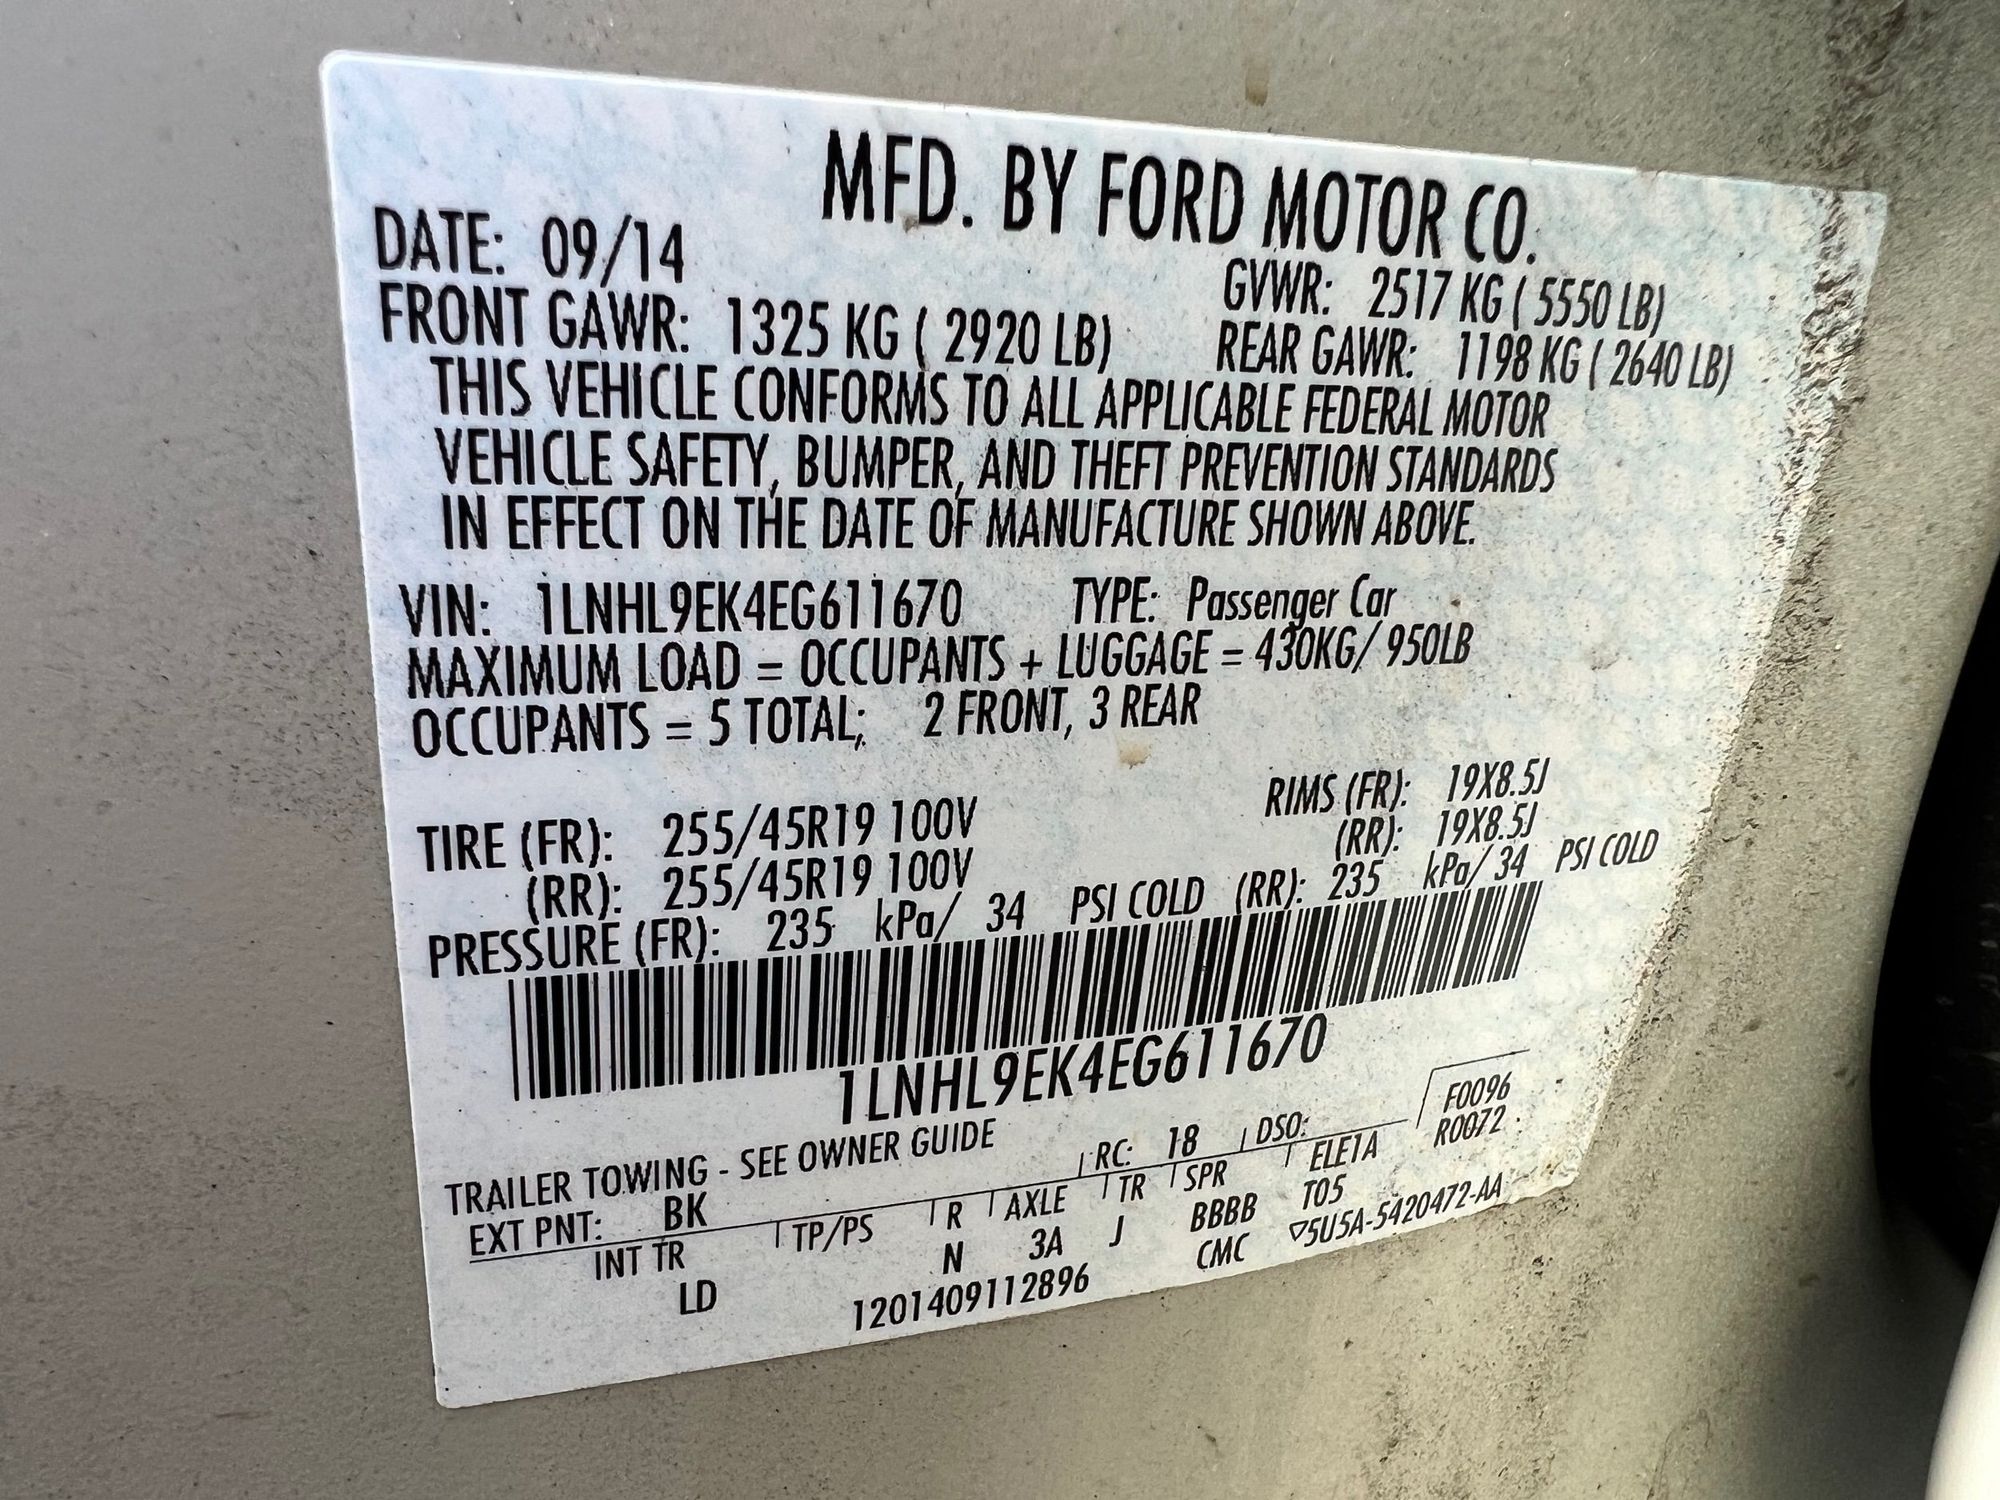 MFD. BY FORD MOTOR CO.
DATE: 09/14 GVWR: 2517 KG ( 5550 LB)
FRONT GAWR: 1325 KG ( 2920 LB) REAR GAWR: 1198 KG ( 2640 LB)
THIS VEHICLE CONFORMS TO ALL APPLICABLE FEDERAL MOTOR
VEHICLE SAFETY, BUMPER, AND THEFT PREVENTION STANDARDS
IN EFFECT ON THE DATE OF MANUFACTURE SHOWN ABOVE.
VIN: 1LNHL9EK4EG611670 TYPE: Passenger Car
MAXIMUM LOAD = OCCUPANTS + LUGGAGE = 430KG/ 950LB
OCCUPANTS = 5 TOTAL; 2 FRONT, 3 REAR
TIRE (FR): 255/45R19 100V RIMS (FR): 19X8.5J
(RR): 255/45R19 100V (RR): 19X8.5J
PRESSURE (FR): 235 kPa/ 34 PSI COLD (RR): 235 kPa/ 34 PSI COLD
1LNHL9EK4EG611670
F0096
TRAILER TOWING - SEE OWNER GUIDE RC: 18 DSO: R0072
EXT PNT: BK
INT TR TP/PS R AXLE TR SPR ELE1A
LD N 3A J BBBB T05
CMC
1201409112896 ▽5U5A-5420472-AA